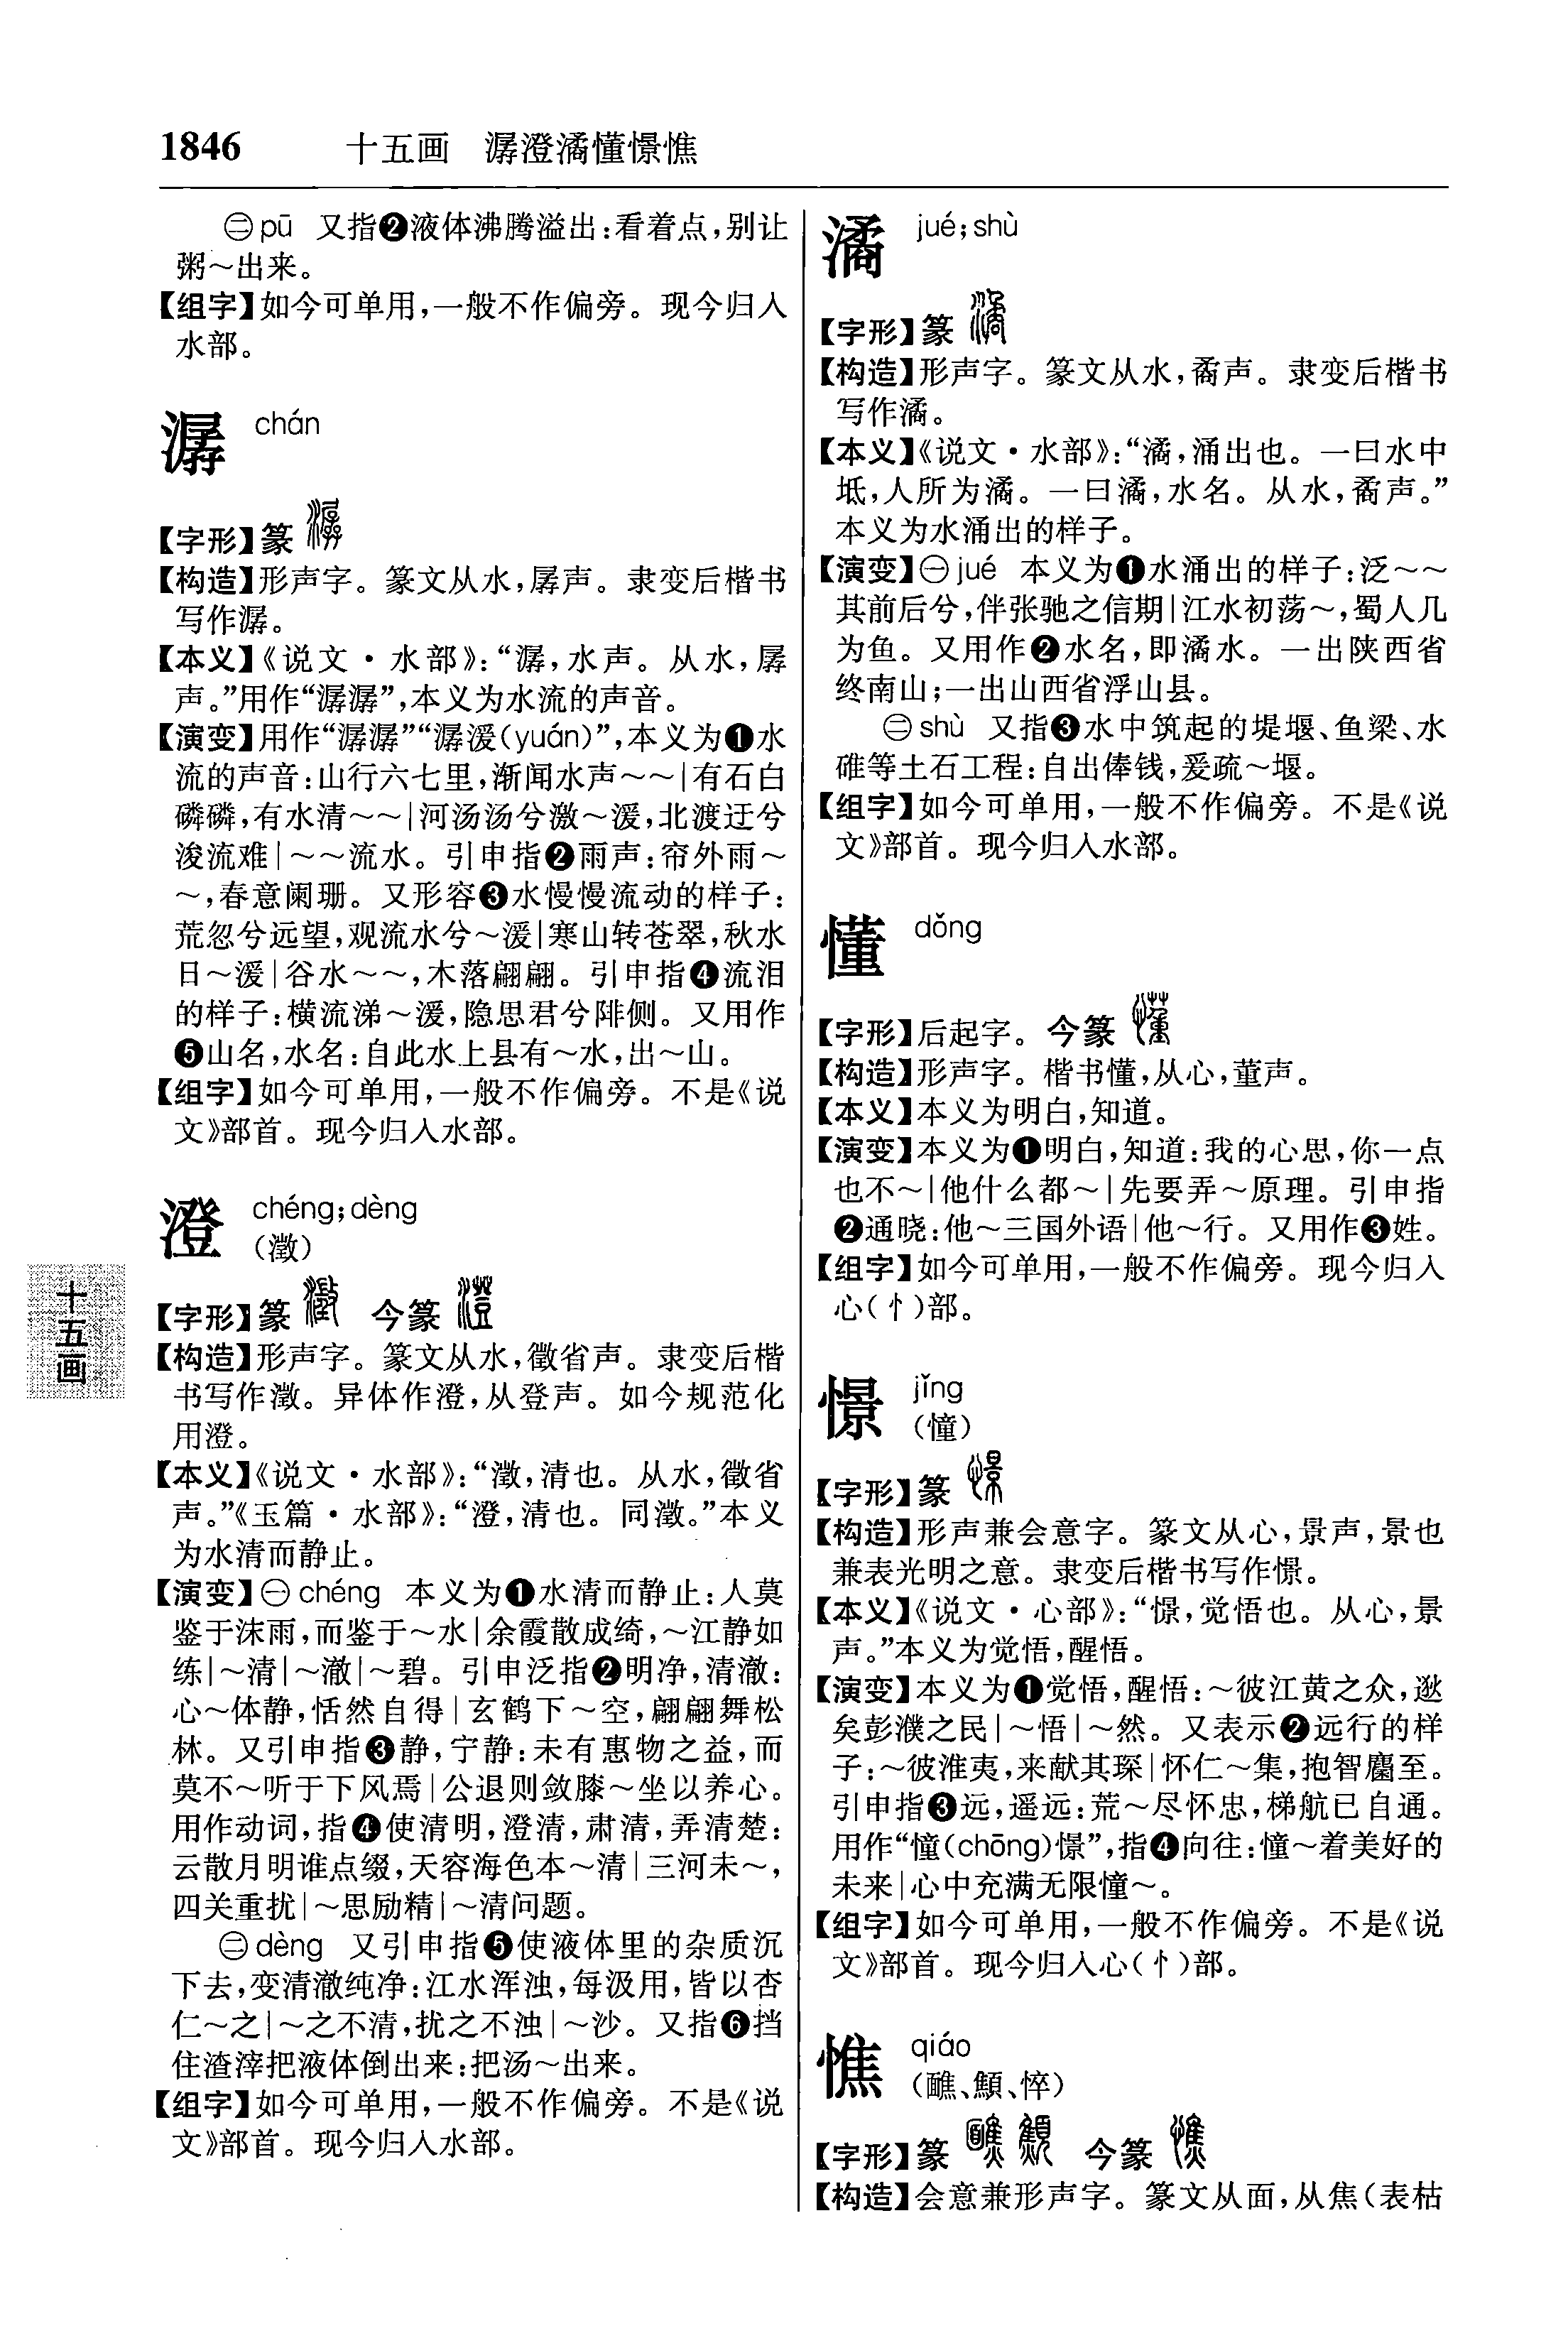 1846 十五画 潺澄潏懂憬憔
㊁pū 又指❷液体沸腾溢出:看着点,别让
粥～出来。
【组字】如今可单用,一般不作偏旁。现今归入
水部。
潺 chán
【字形】篆
【构造】形声字。篆文从水,孱声。隶变后楷书
写作潺。
【本义】《说文·水部》:“潺,水声。从水,孱
声。”用作“潺潺”,本义为水流的声音。
【演变】用作“潺潺”“潺湲(yuán)”,本义为❶水
流的声音:山行六七里,渐闻水声～～|有石白
磷磷,有水清～～|河汤汤兮激～湲,北渡迂兮
浚流难|～～流水。引申指❷雨声:帘外雨～
～,春意阑珊。又形容❸水慢慢流动的样子:
荒忽兮远望,观流水兮～湲|寒山转苍翠,秋水
日～湲|谷水～～,木落翩翩。引申指❹流泪
的样子:横流涕～湲,隐思君兮陫侧。又用作
❺山名,水名:自此水上县有～水,出～山。
【组字】如今可单用,一般不作偏旁。不是《说
文》部首。现今归入水部。
澄 chéng;dèng
(澂)
【字形】篆 今篆
【构造】形声字。篆文从水,徵省声。隶变后楷
书写作澂。异体作澄,从登声。如今规范化
用澄。
【本义】《说文·水部》:“澂,清也。从水,徵省
声。”《玉篇·水部》:“澄,清也。同澂。”本义
为水清而静止。
【演变】㊀chéng 本义为❶水清而静止:人莫
鉴于沫雨,而鉴于～水|余霞散成绮,～江静如
练|～清|～澈|～碧。引申泛指❷明净,清澈:
心～体静,恬然自得|玄鹤下～空,翩翩舞松
林。又引申指❸静,宁静:未有惠物之益,而
莫不～听于下风焉|公退则敛膝～坐以养心。
用作动词,指❹使清明,澄清,肃清,弄清楚:
云散月明谁点缀,天容海色本～清|三河未～,
四关重扰|～思励精|～清问题。
㊁dèng 又引申指❺使液体里的杂质沉
下去,变清澈纯净:江水浑浊,每汲用,皆以杏
仁～之|～之不清,扰之不浊|～沙。又指❻挡
住渣滓把液体倒出来:把汤～出来。
【组字】如今可单用,一般不作偏旁。不是《说
文》部首。现今归入水部。
十五画
潏 jué;shù
【字形】篆
【构造】形声字。篆文从水,矞声。隶变后楷书
写作潏。
【本义】《说文·水部》:“潏,涌出也。一曰水中
坻,人所为潏。一曰潏,水名。从水,矞声。”
本义为水涌出的样子。
【演变】㊀jué 本义为❶水涌出的样子:泛～～
其前后兮,伴张驰之信期|江水初荡～,蜀人几
为鱼。又用作❷水名,即潏水。一出陕西省
终南山;一出山西省浮山县。
㊁shù 又指❸水中筑起的堤堰、鱼梁、水
碓等土石工程:自出俸钱,爰疏～堰。
【组字】如今可单用,一般不作偏旁。不是《说
文》部首。现今归入水部。
懂 dǒng
【字形】后起字。今篆
【构造】形声字。楷书懂,从心,董声。
【本义】本义为明白,知道。
【演变】本义为❶明白,知道:我的心思,你一点
也不～|他什么都～|先要弄～原理。引申指
❷通晓:他～三国外语|他～行。又用作❸姓。
【组字】如今可单用,一般不作偏旁。现今归入
心(忄)部。
憬 jǐng
(憧)
【字形】篆
【构造】形声兼会意字。篆文从心,景声,景也
兼表光明之意。隶变后楷书写作憬。
【本义】《说文·心部》:“憬,觉悟也。从心,景
声。”本义为觉悟,醒悟。
【演变】本义为❶觉悟,醒悟:～彼江黄之众,逖
矣彭濮之民|～悟|～然。又表示❷远行的样
子:～彼淮夷,来献其琛|怀仁～集,抱智麕至。
引申指❸远,遥远:荒～尽怀忠,梯航已自通。
用作“憧(chōng)憬”,指❹向往:憧～着美好的
未来|心中充满无限憧～。
【组字】如今可单用,一般不作偏旁。不是《说
文》部首。现今归入心(忄)部。
憔 qiáo
(醮、顦、悴)
【字形】篆 今篆
【构造】会意兼形声字。篆文从面,从焦(表枯